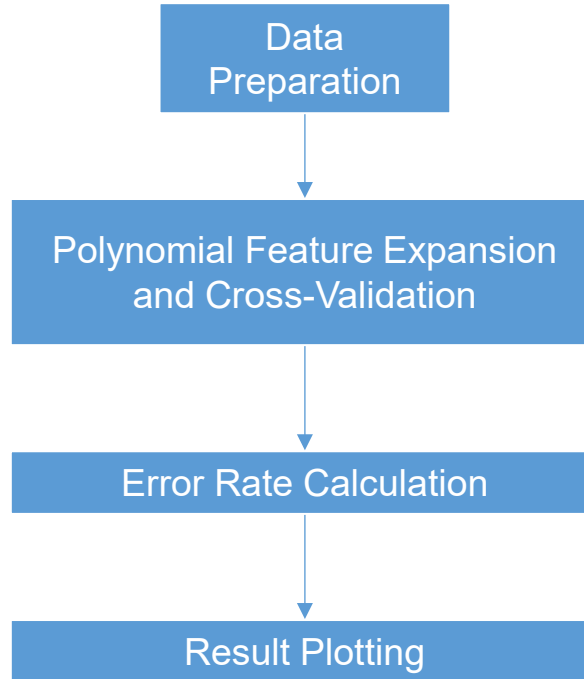 Data
Preparation
Polynomial Feature Expansion
and Cross-Validation
Error Rate Calculation
Result Plotting